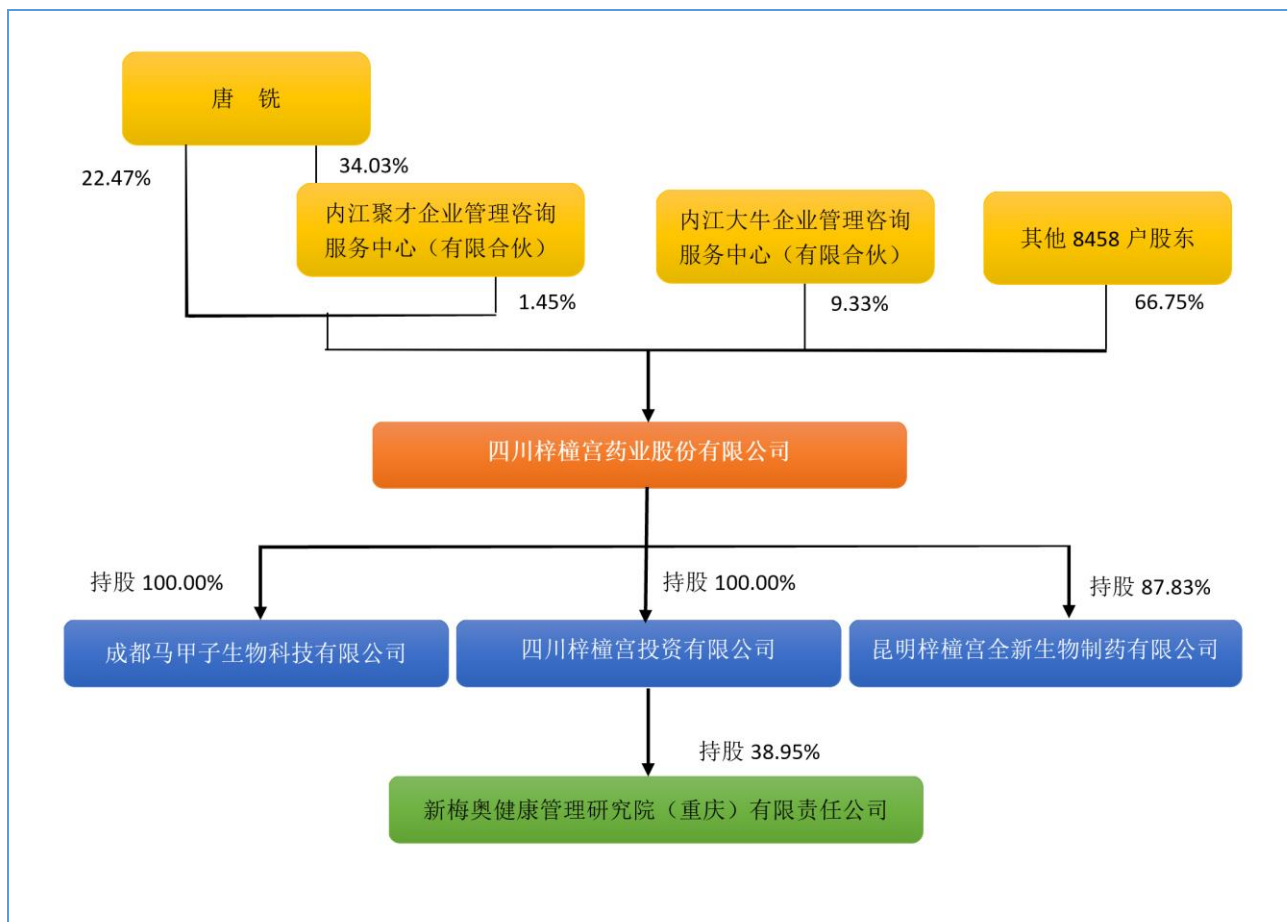 唐 铣
22.47%
34.03%
内江聚才企业管理咨询
服务中心（有限合伙）
内江大牛企业管理咨询
服务中心（有限合伙）
其他 8458 户股东
1.45%
9.33%
66.75%
四川梓橦宫药业股份有限公司
持股 100.00%
持股 100.00%
持股 87.83%
成都马甲子生物科技有限公司
四川梓橦宫投资有限公司
昆明梓橦宫全新生物制药有限公司
持股 38.95%
新梅奥健康管理研究院（重庆）有限责任公司